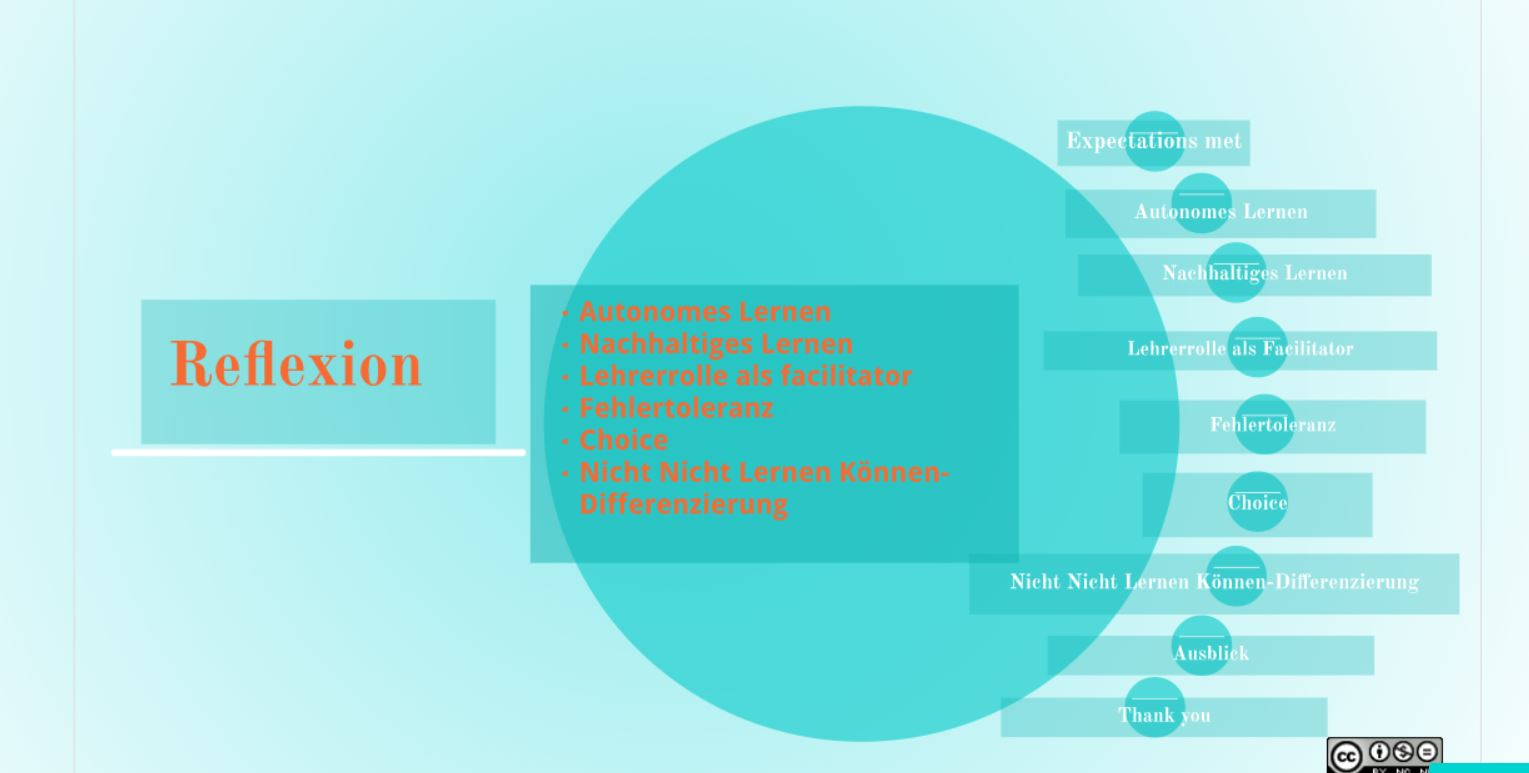 Reflexion
• Autonomes Lernen
• Nachhaltiges Lernen
• Lehrerrolle als facilitator
• Fehlertoleranz
• Choice
• Nicht Nicht Lernen Können-
Differenzierung
Expectations met
Autonomes Lernen
Nachhaltiges Lernen
Lehrerrolle als Facilitator
Fehlertoleranz
Choice
Nicht Nicht Lernen Können-Differenzierung
Ausblick
Thank you
cc